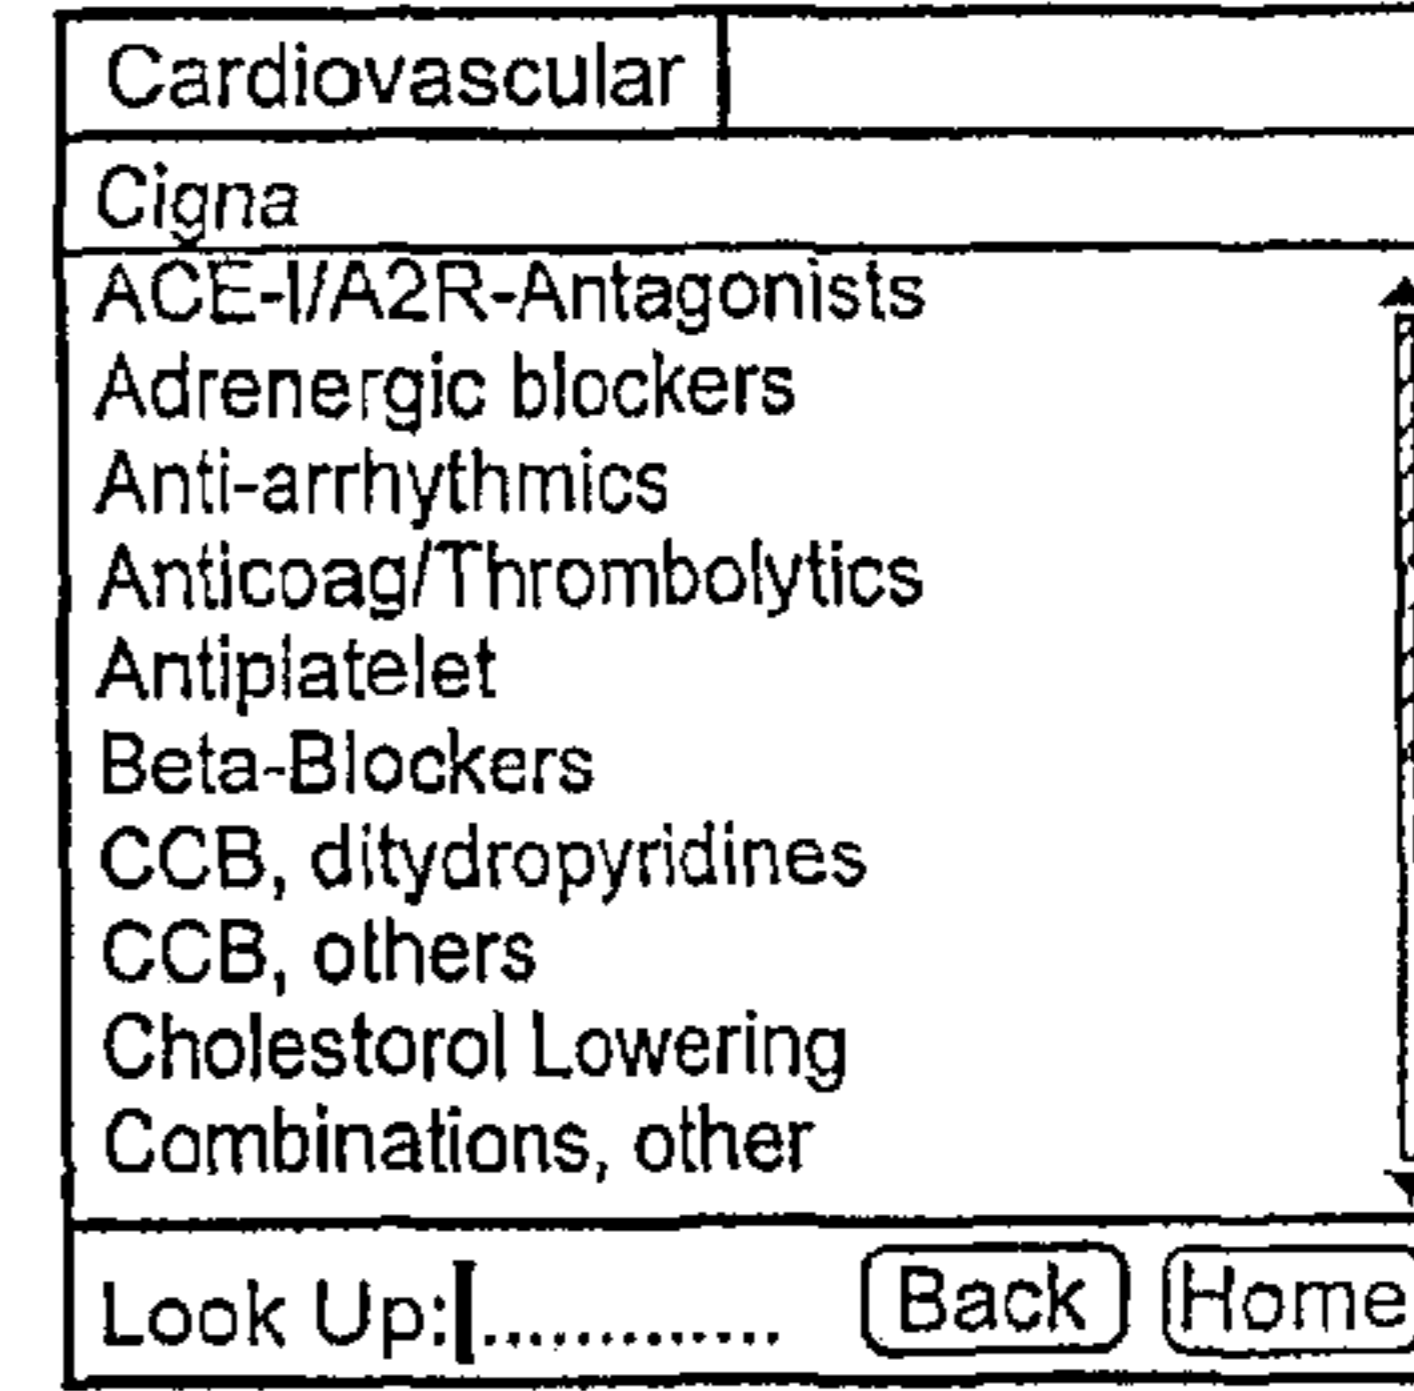 Cardiovascular
Cigna
ACE-I/A2R-Antagonists
Adrenergic blockers
Anti-arrhythmics
Anticoag/Thrombolytics
Antiplatelet
Beta-Blockers
CCB, ditydropyridines
CCB, others
Cholestorol Lowering
Combinations, other
Look Up:............. Back Home